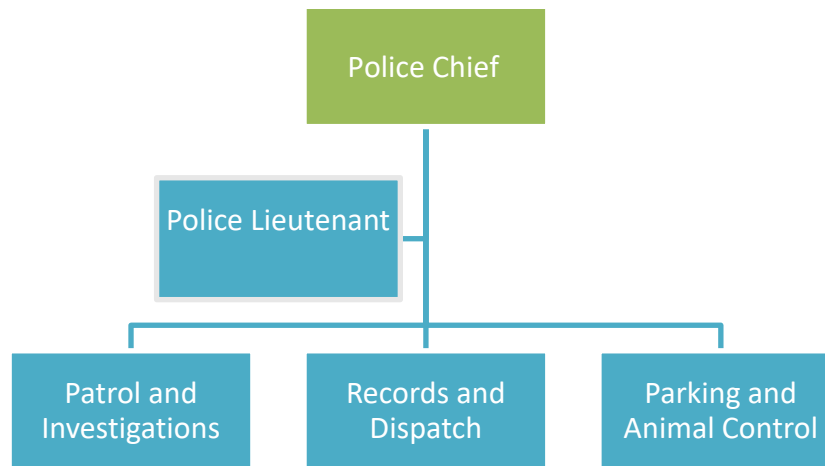 Police Chief
Police Lieutenant
Patrol and
Investigations
Records and
Dispatch
Parking and
Animal Control